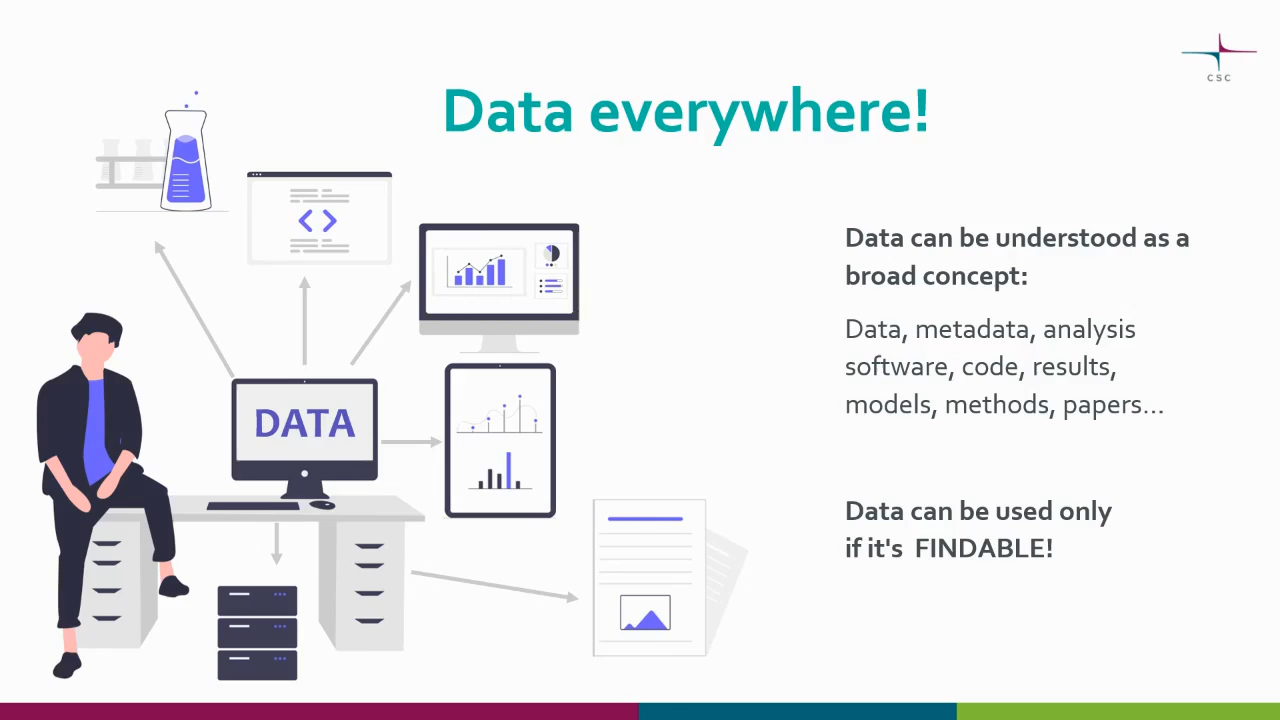 CSC
Data everywhere!
DATA
Data can be understood as a
broad concept:
Data, metadata, analysis
software, code, results,
models, methods, papers...
Data can be used only
if it's  FINDABLE!